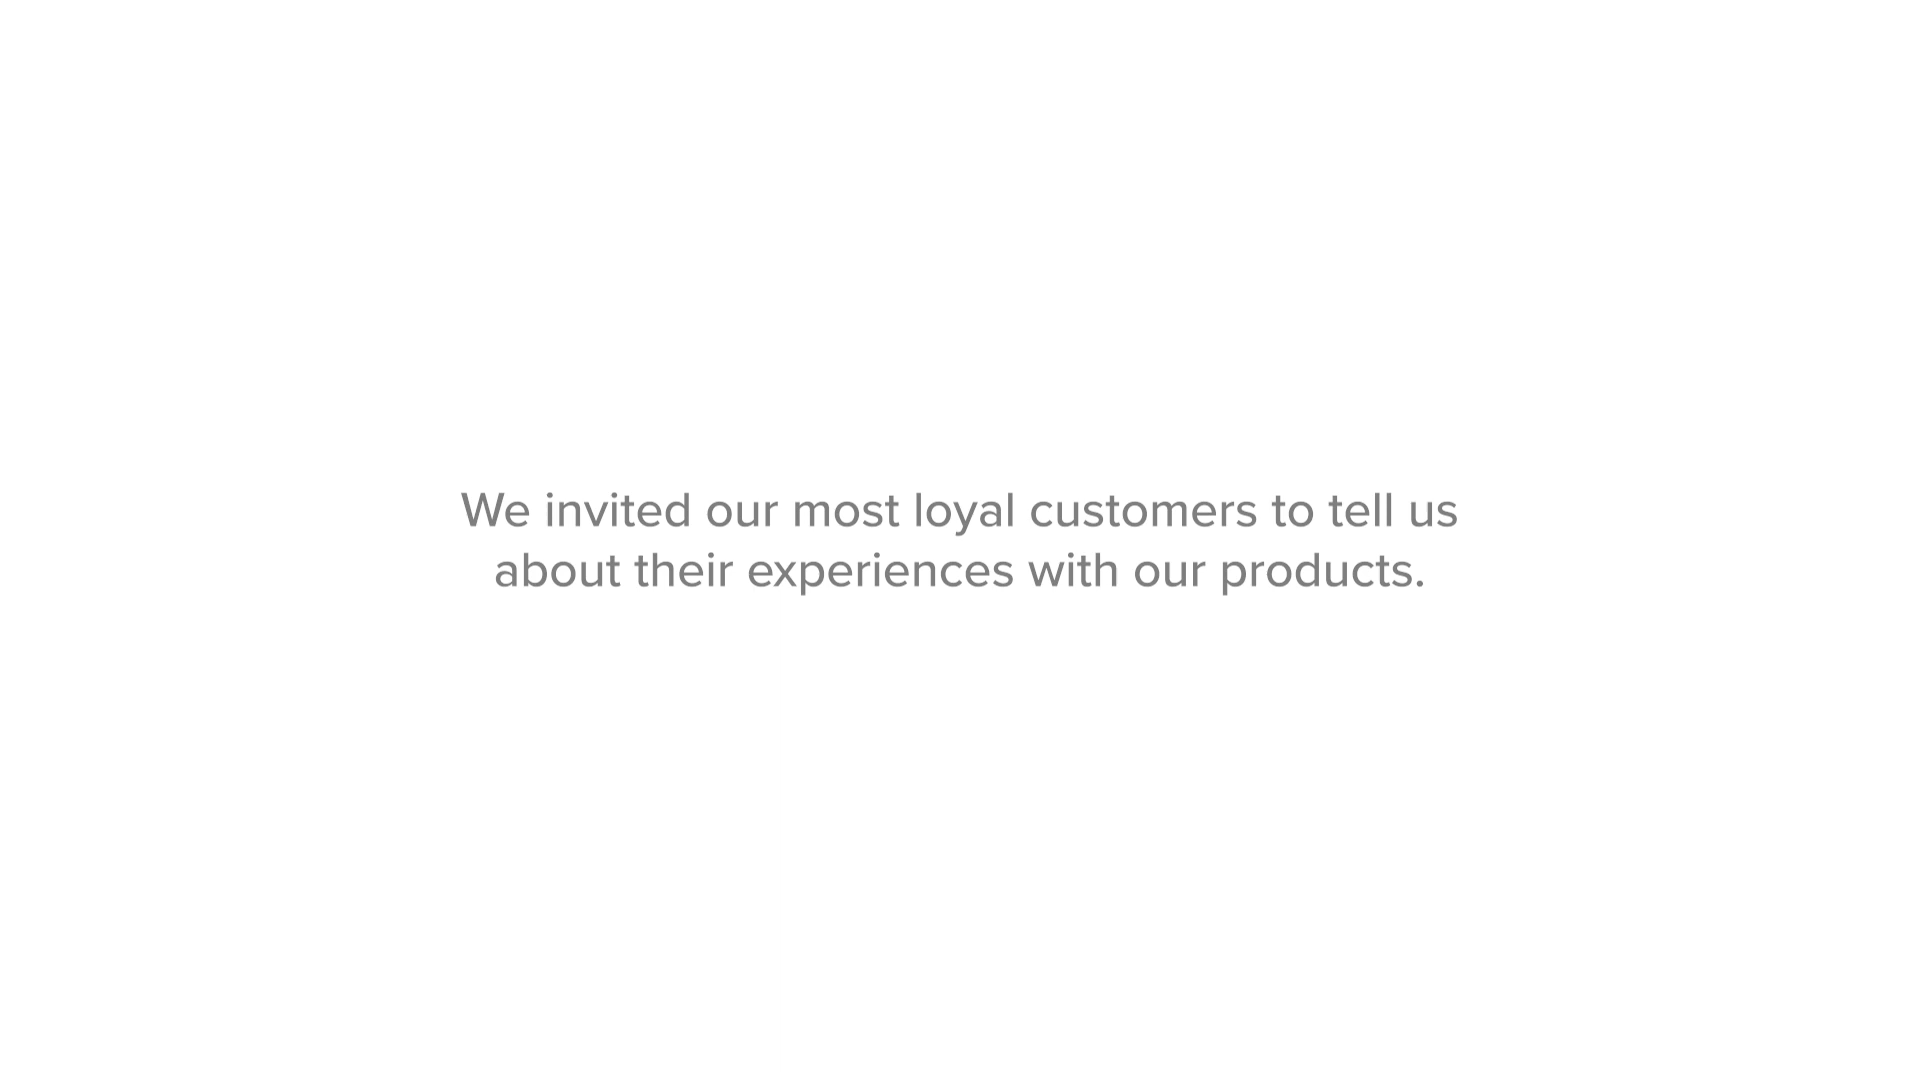 We invited our most loyal customers to tell us
about their experiences with our products.